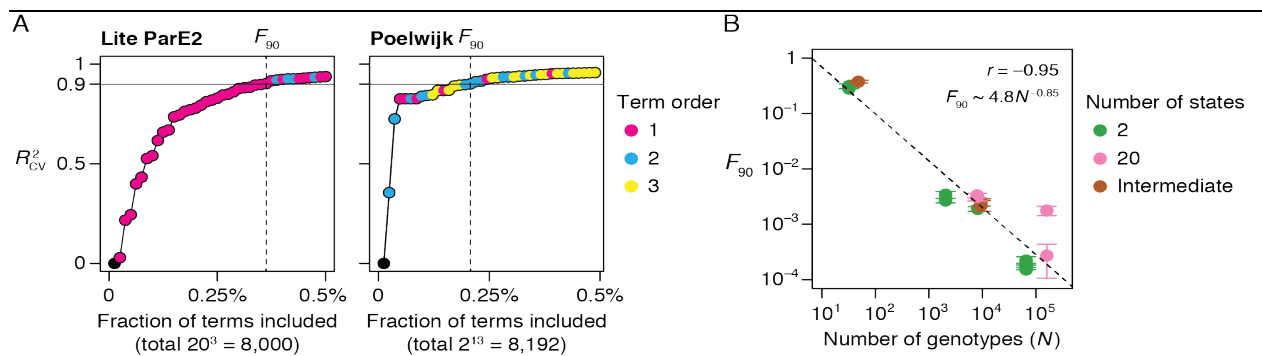 A
Lite ParE2
F90
Poelwijk F90
1
0.9
0.5
0
R²CV
0
0.25%
0.5%
0
0.25%
0.5%
Fraction of terms included
(total 20³ = 8,000)
Fraction of terms included
(total 2¹³ = 8,192)
Term order
1
2
3
B
r = −0.95
F90 ~ 4.8N⁻⁰·⁸⁵
F90
1
10⁻¹
10⁻²
10⁻³
10⁻⁴
10¹
10²
10³
10⁴
10⁵
Number of genotypes (N)
Number of states
2
20
Intermediate